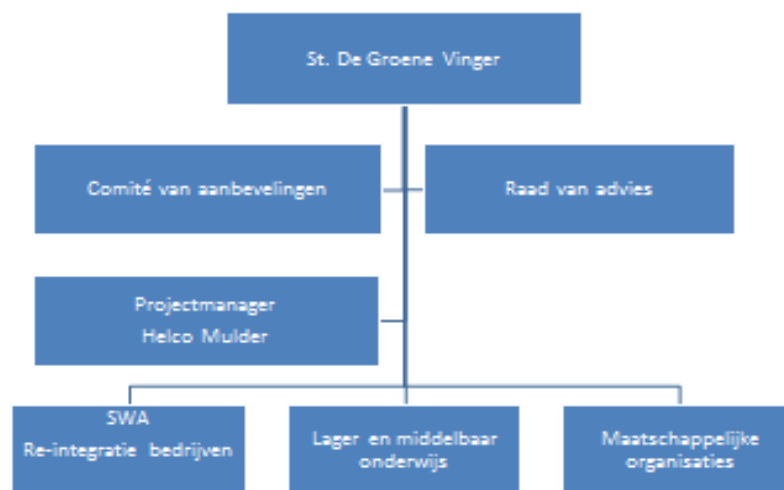 St. De Groene Vinger
Comité van aanbevelingen
Raad van advies
Projectmanager
Helco Mulder
SWA
Re-integratie bedrijven
Lager en middelbaar
onderwijs
Maatschappelijke
organisaties